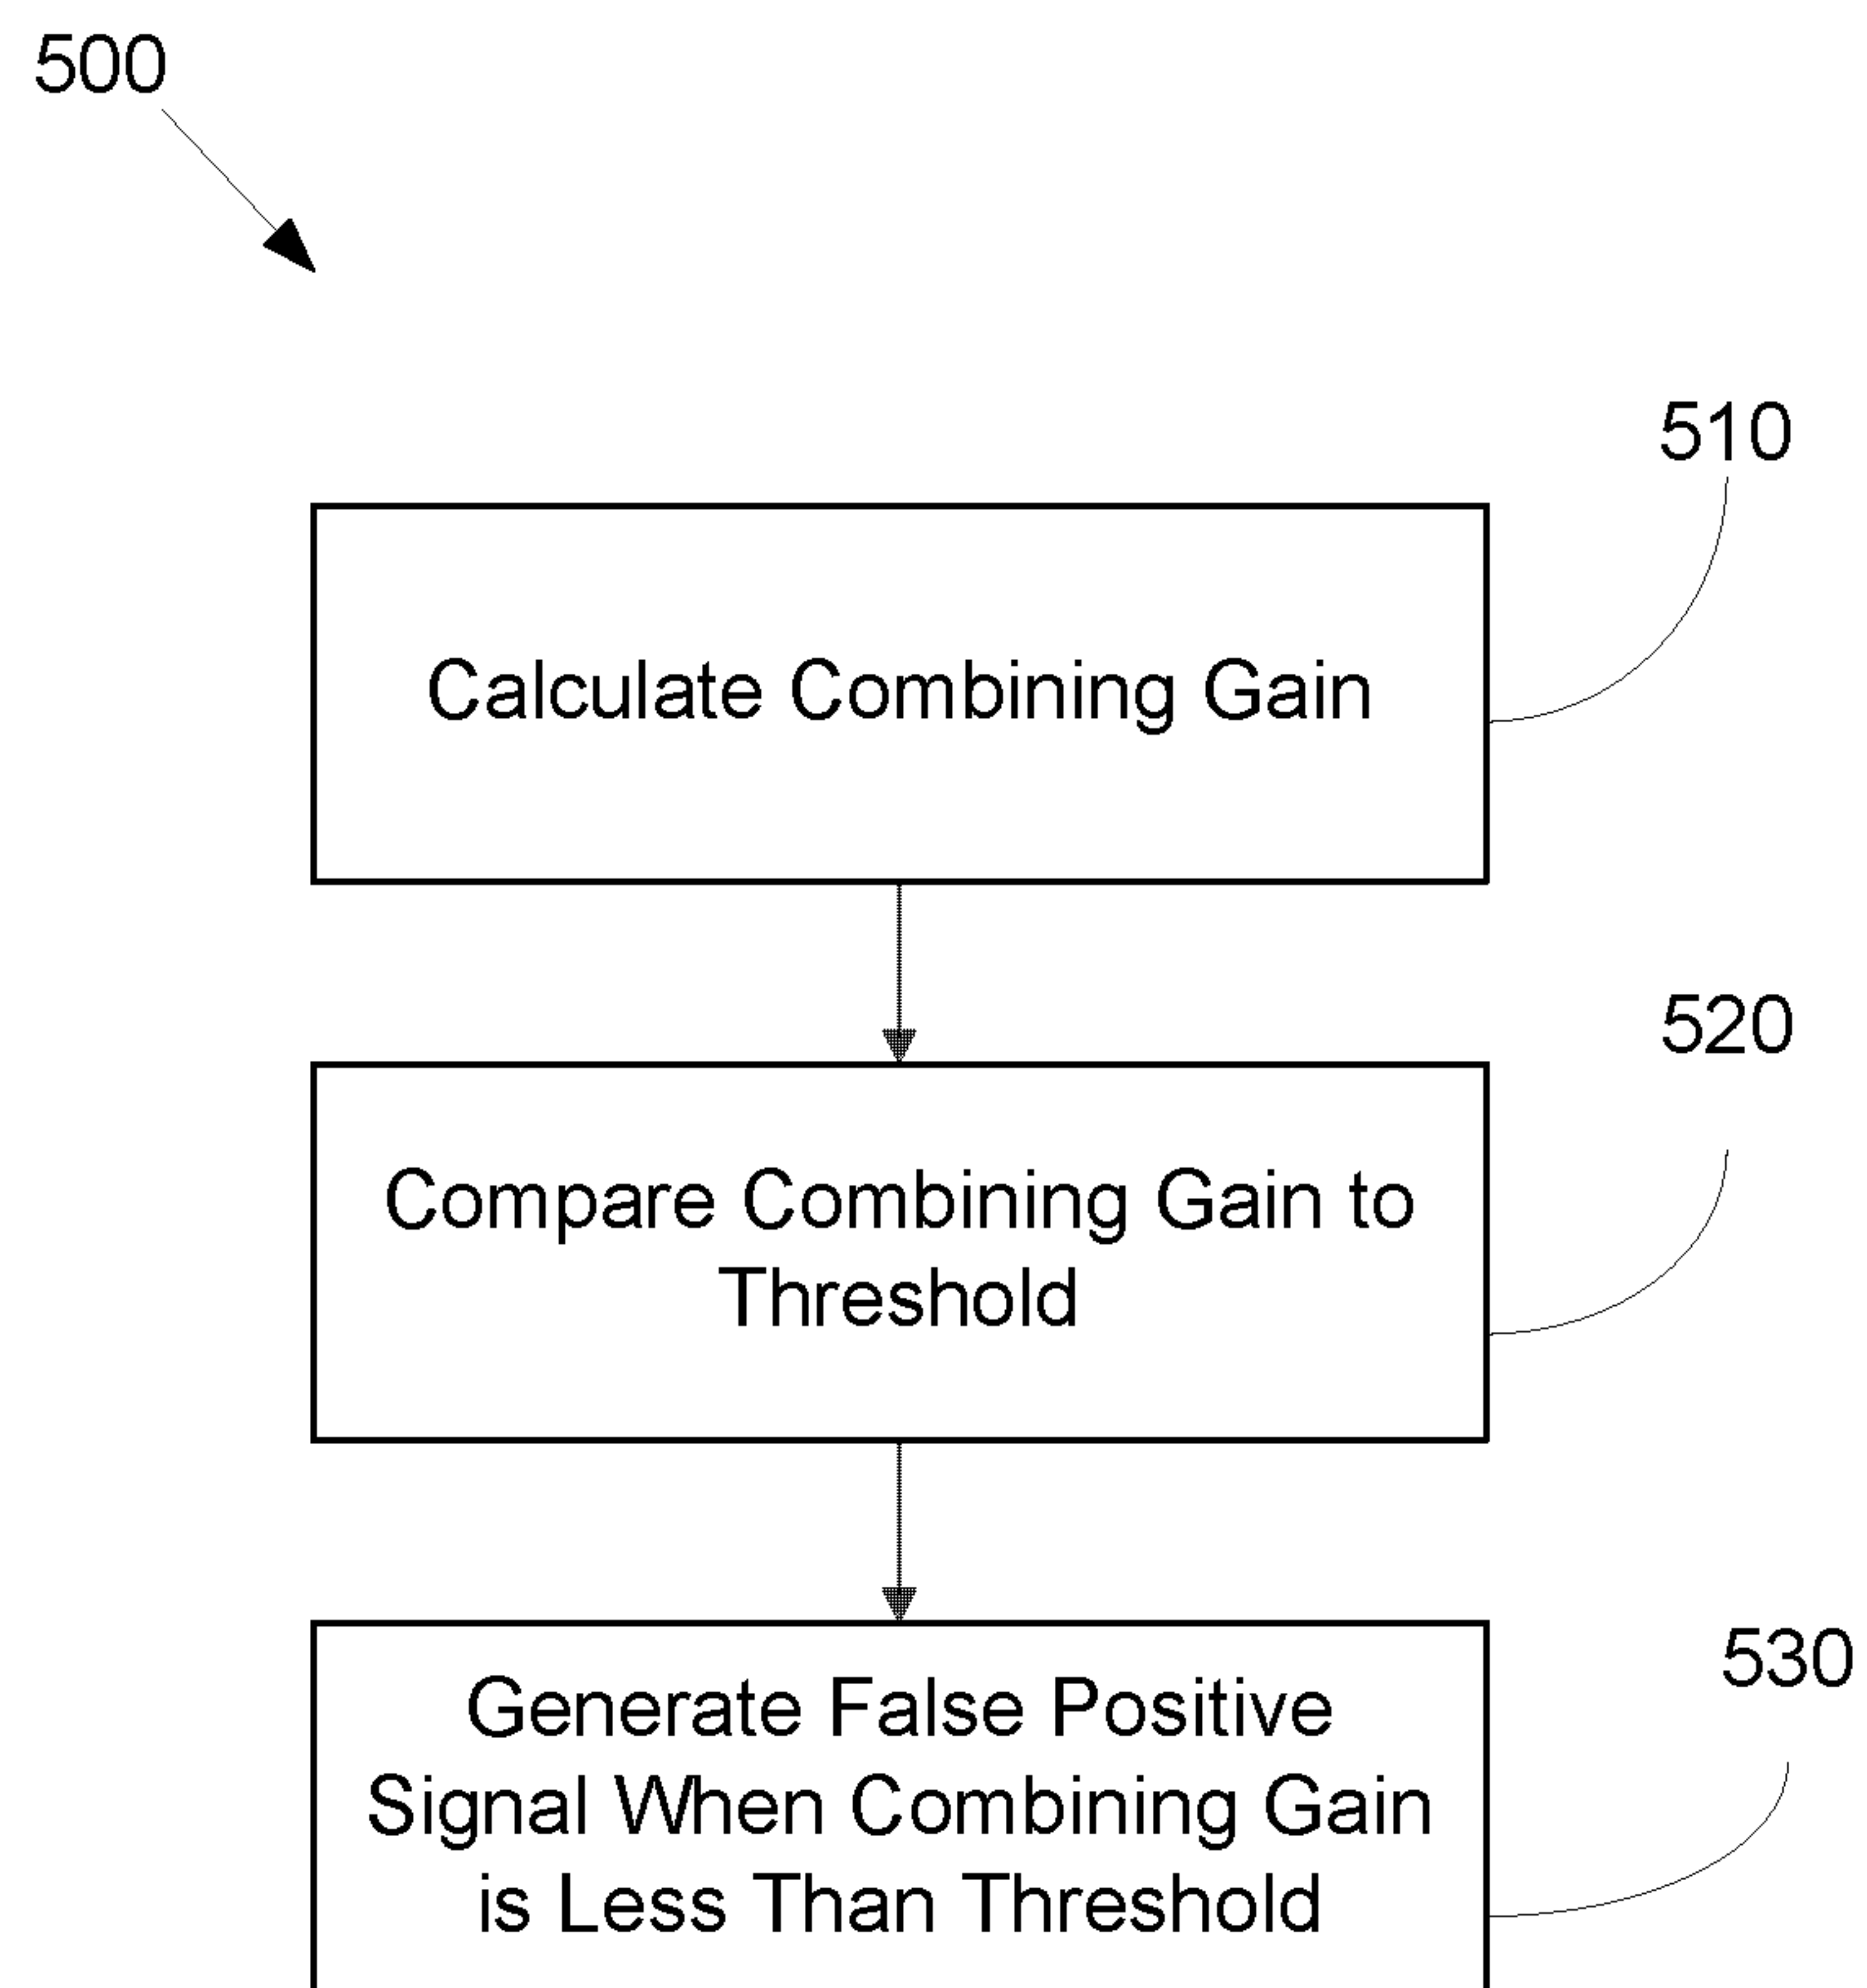 500
510
Calculate Combining Gain
520
Compare Combining Gain to
Threshold
530
Generate False Positive
Signal When Combining Gain
is Less Than Threshold